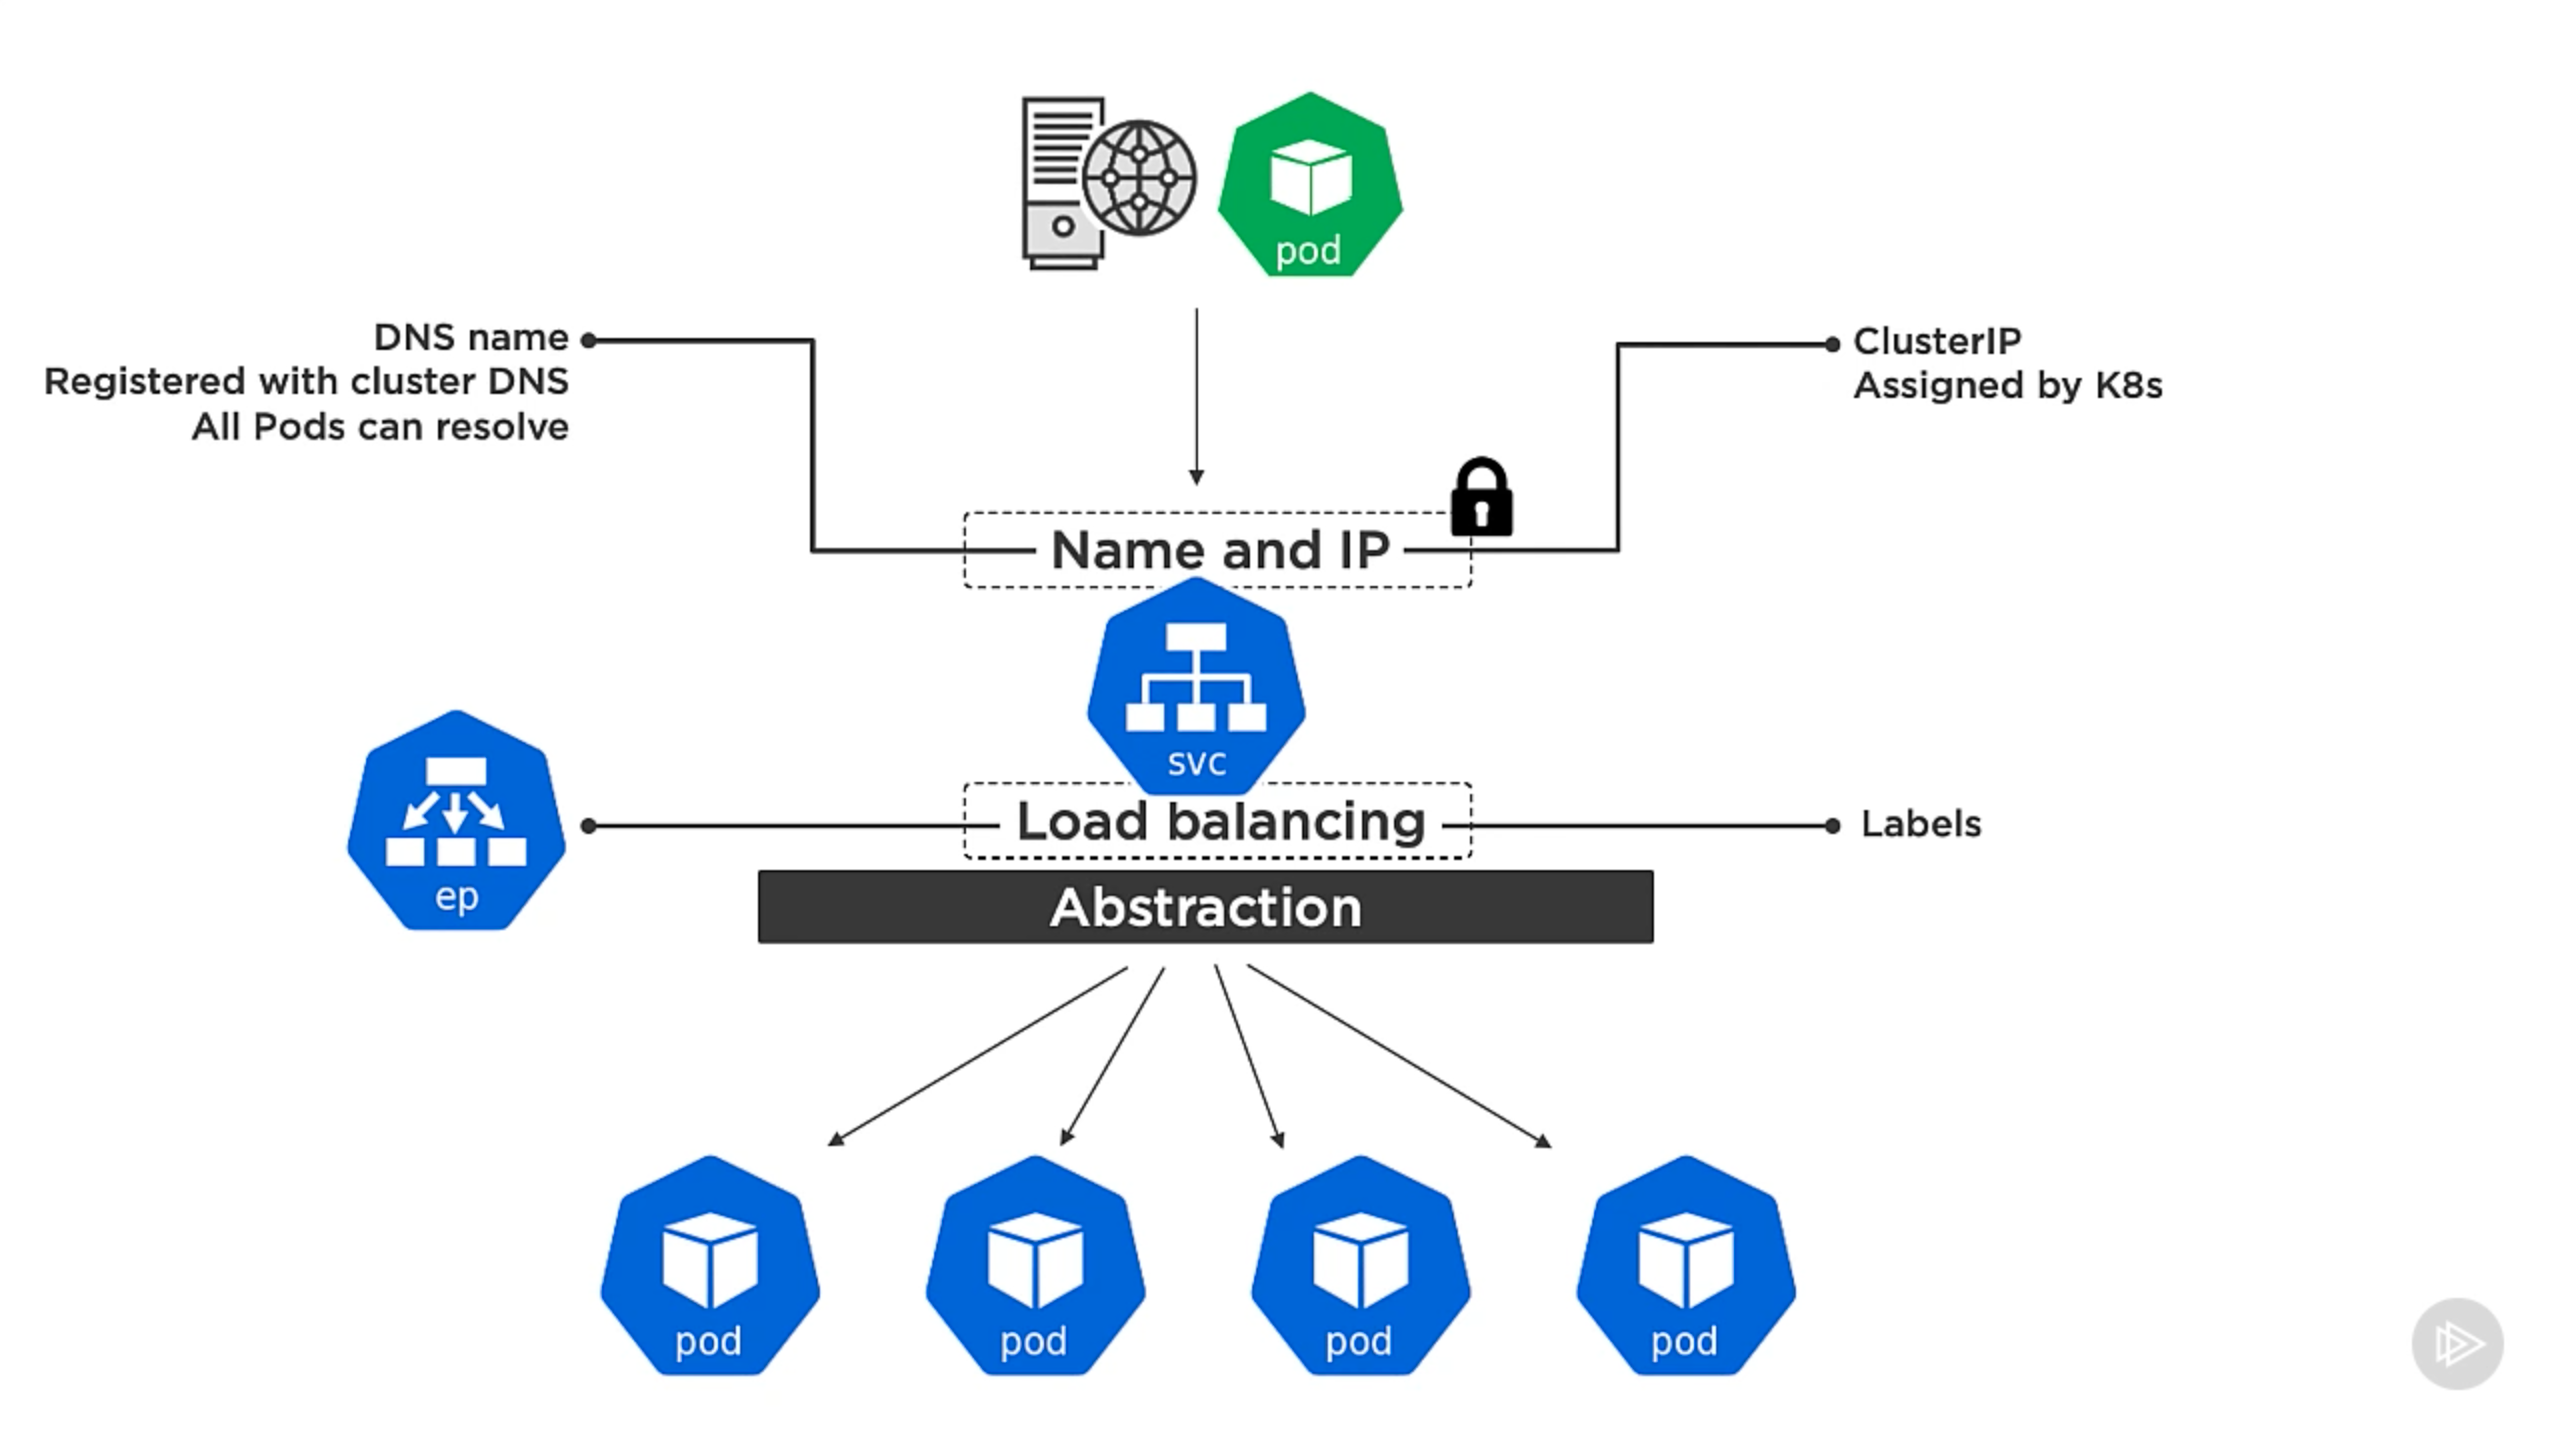 pod
DNS name
Registered with cluster DNS
All Pods can resolve
ClusterIP
Assigned by K8s
Name and IP
svc
ep
Load balancing
Labels
Abstraction
pod
pod
pod
pod